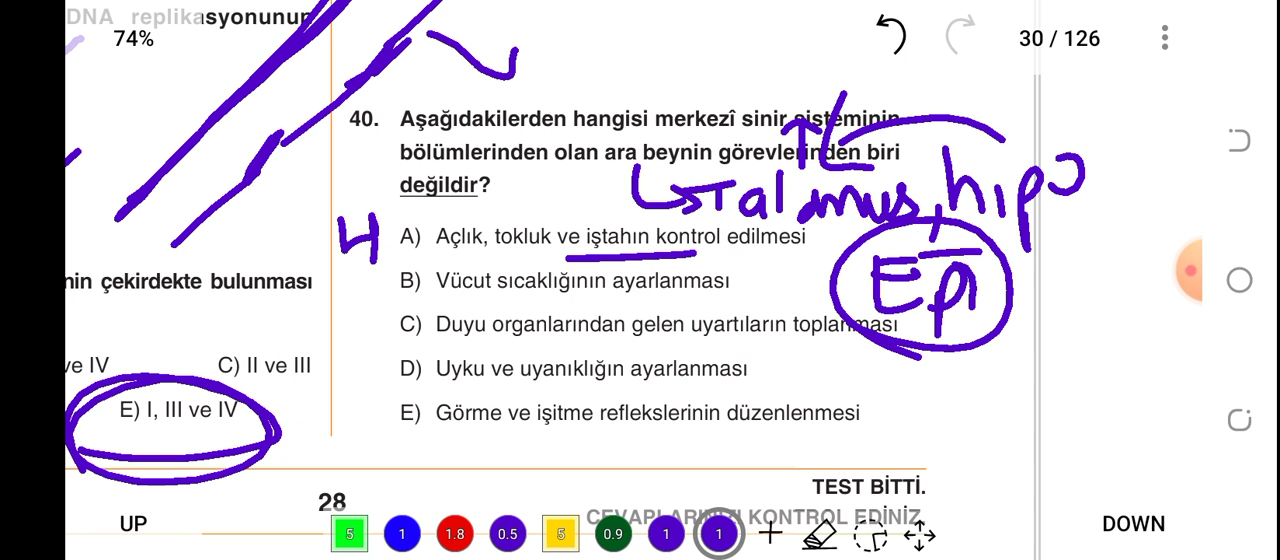 DNA replikasyonunun
74%
30 / 126
40. Aşağıdakilerden hangisi merkezî sinir sisteminin
bölümlerinden olan ara beynin görevlerinden biri
değildir?
Talamus, hipo
Epi
H
A) Açlık, tokluk ve iştahın kontrol edilmesi
B) Vücut sıcaklığının ayarlanması
C) Duyu organlarından gelen uyartıların toplanması
D) Uyku ve uyanıklığın ayarlanması
E) Görme ve işitme reflekslerinin düzenlenmesi
nin çekirdekte bulunması
ve IV
C) II ve III
E) I, III ve IV
TEST BİTTİ.
CEVAPLARINIZI KONTROL EDİNİZ.
28
UP
5 1 1.8 0.5 5 0.9 1 1
DOWN